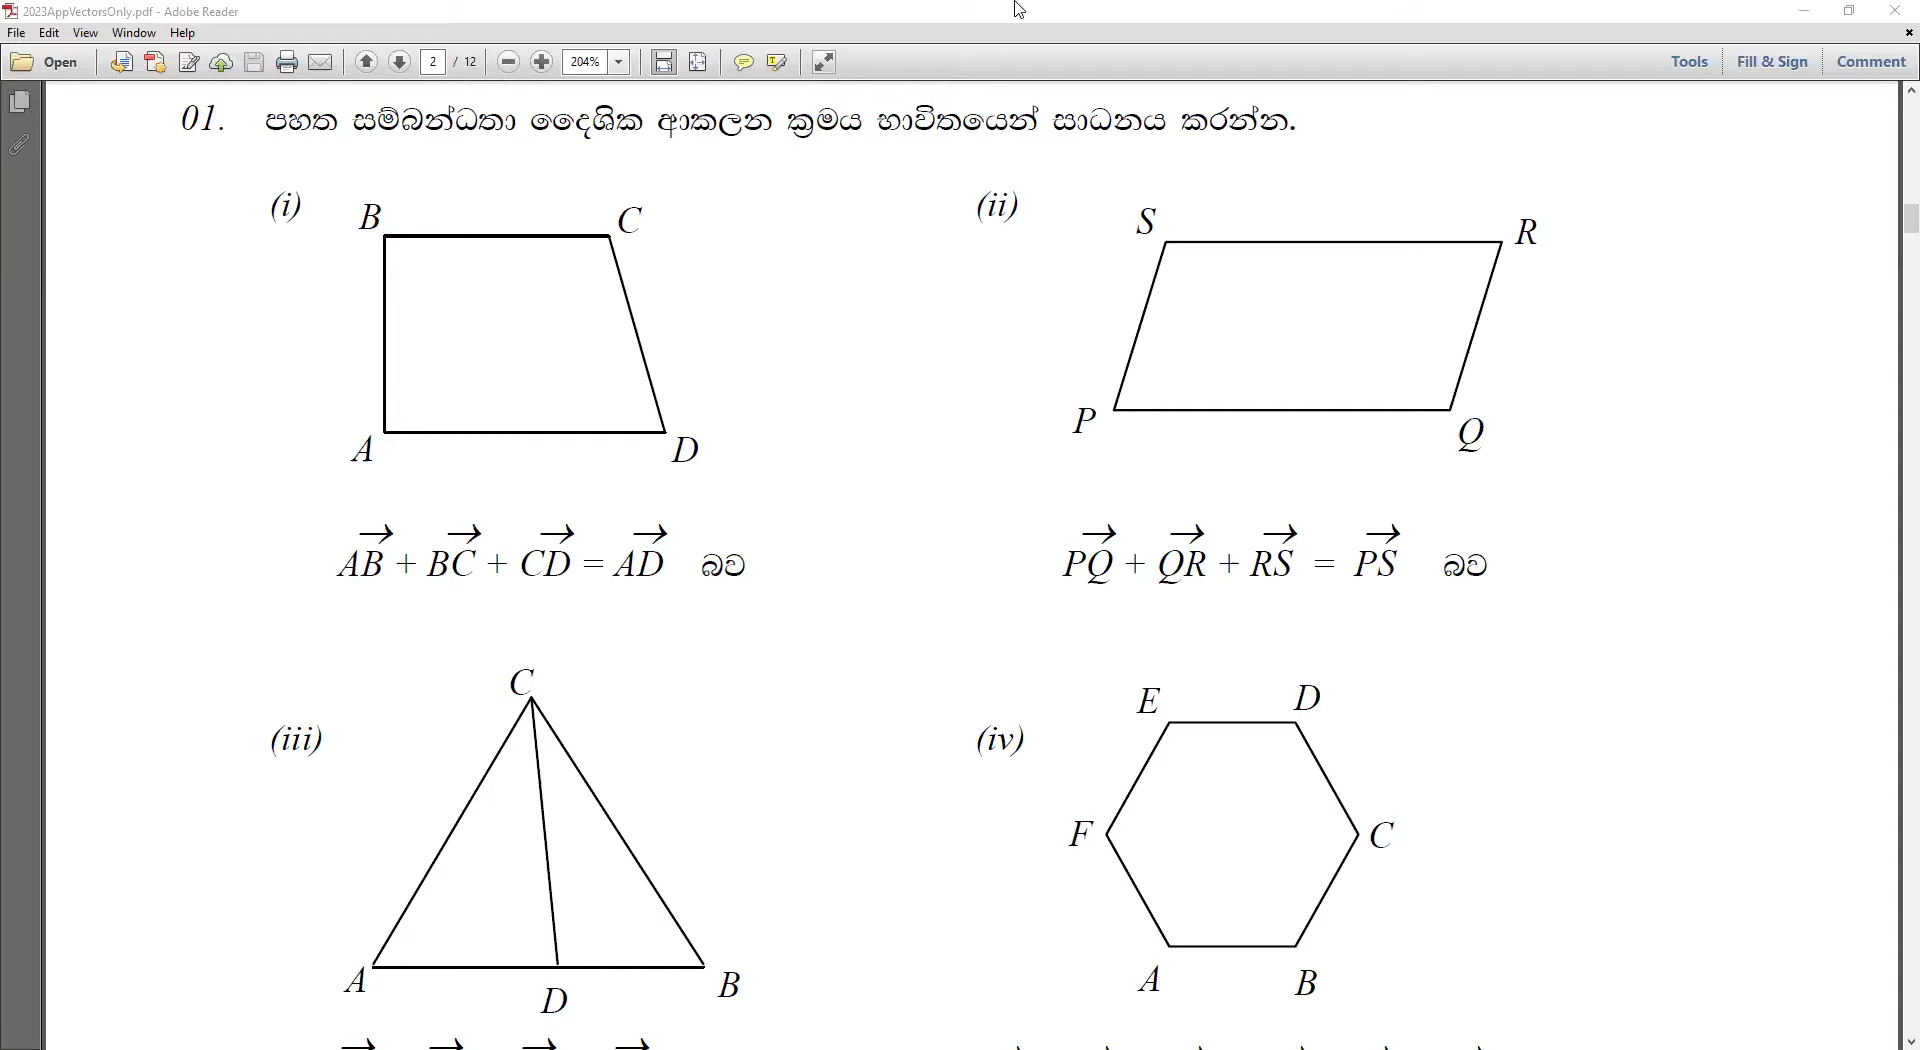 2023AppVectorsOnly.pdf - Adobe Reader
File Edit View Window Help
Open 2 / 12 204% Tools Fill & Sign Comment
01. පහත සම්බන්ධතා දෛශික ආකලන ක්‍රමය භාවිතයෙන් සාධනය කරන්න.
(i) (ii)
B C S R
A D P Q
AB + BC + CD = AD බව
PQ + QR + RS = PS බව
(iii) (iv)
C E D
F C
A D B A B